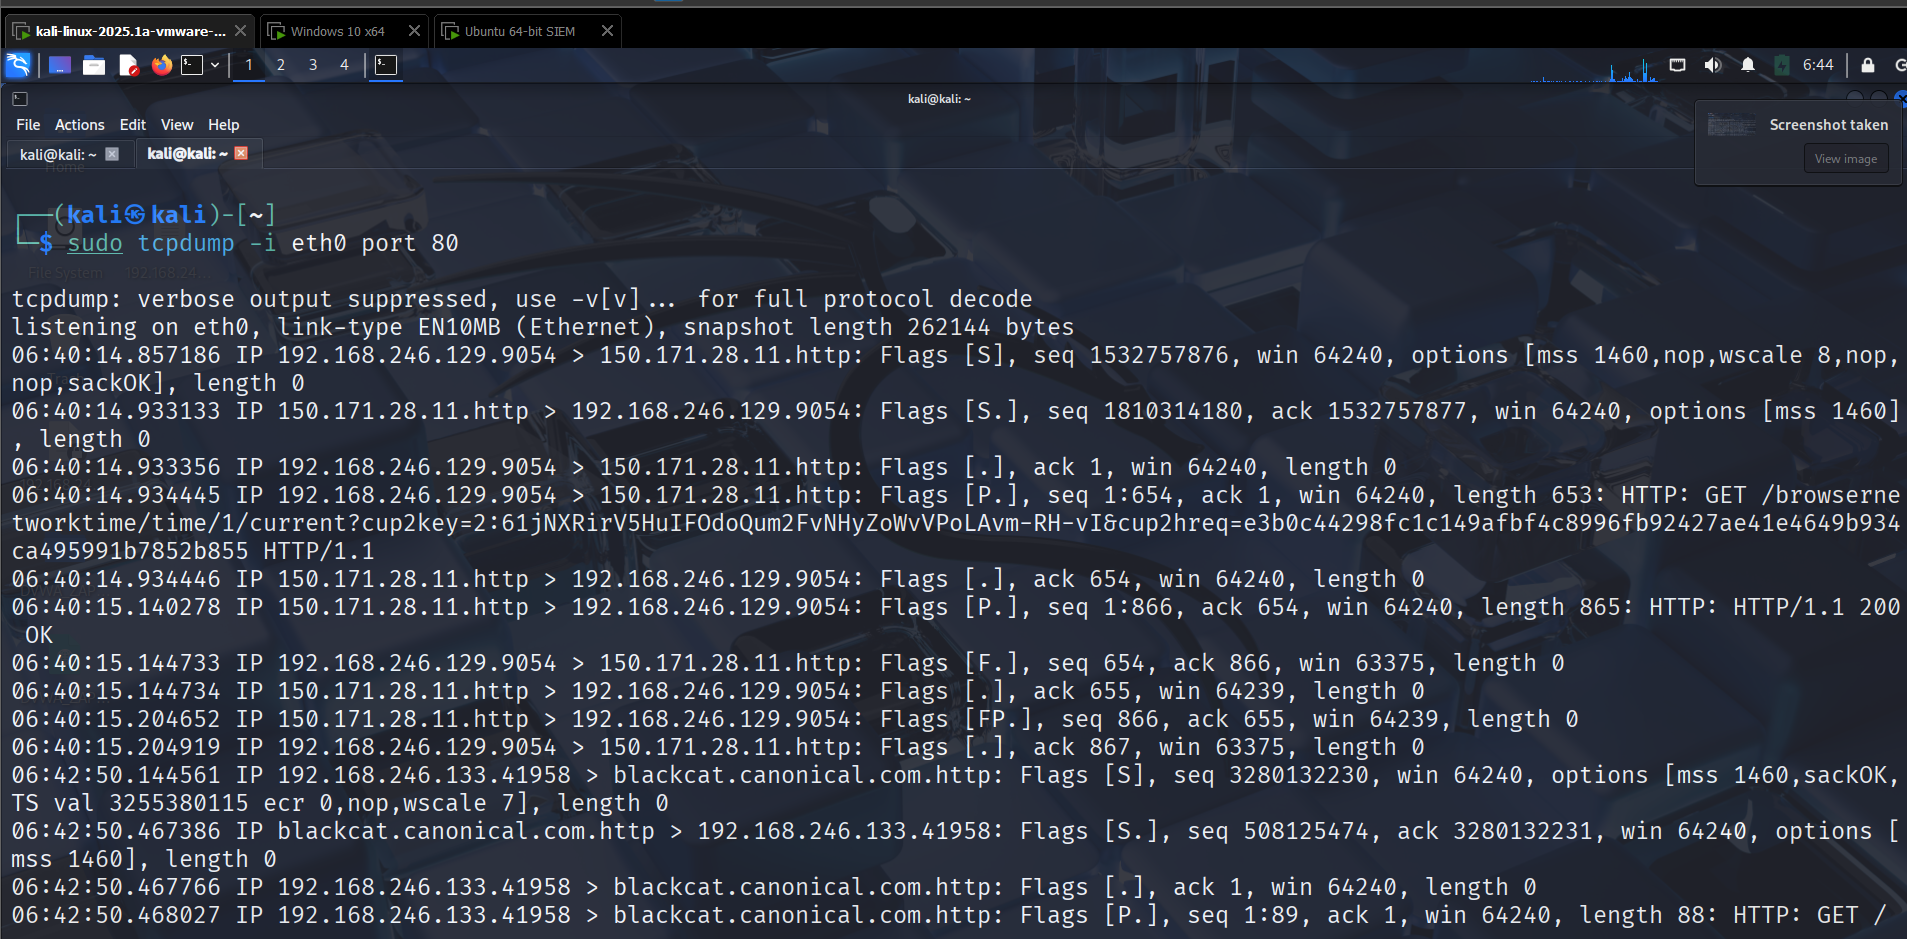 kali-linux-2025.1a-vmware-... Windows 10 x64 Ubuntu 64-bit SIEM
1 2 3 4 6:44
kali@kali: ~
File Actions Edit View Help
Screenshot taken
kali@kali: ~ kali@kali: ~
View image
Home
(kali㉿kali)-[~]
$ sudo tcpdump -i eth0 port 80
File System 192.168.24...
tcpdump: verbose output suppressed, use -v[v]... for full protocol decode
listening on eth0, link-type EN10MB (Ethernet), snapshot length 262144 bytes
06:40:14.857186 IP 192.168.246.129.9054 > 150.171.28.11.http: Flags [S], seq 1532757876, win 64240, options [mss 1460,nop,wscale 8,nop,
nop,sackOK], length 0
06:40:14.933133 IP 150.171.28.11.http > 192.168.246.129.9054: Flags [S.], seq 1810314180, ack 1532757877, win 64240, options [mss 1460]
, length 0
06:40:14.933356 IP 192.168.246.129.9054 > 150.171.28.11.http: Flags [.], ack 1, win 64240, length 0
06:40:14.934445 IP 192.168.246.129.9054 > 150.171.28.11.http: Flags [P.], seq 1:654, ack 1, win 64240, length 653: HTTP: GET /browserne
tworktime/time/1/current?cup2key=2:61jNXRirV5HuIFOdoQum2FvNHyZoWvVPoLAvm-RH-vI&cup2hreq=e3b0c44298fc1c149afbf4c8996fb92427ae41e4649b934
ca495991b7852b855 HTTP/1.1
06:40:14.934446 IP 150.171.28.11.http > 192.168.246.129.9054: Flags [.], ack 654, win 64240, length 0
06:40:15.140278 IP 150.171.28.11.http > 192.168.246.129.9054: Flags [P.], seq 1:866, ack 654, win 64240, length 865: HTTP: HTTP/1.1 200
OK
06:40:15.144733 IP 192.168.246.129.9054 > 150.171.28.11.http: Flags [F.], seq 654, ack 866, win 63375, length 0
06:40:15.144734 IP 150.171.28.11.http > 192.168.246.129.9054: Flags [.], ack 655, win 64239, length 0
06:40:15.204652 IP 150.171.28.11.http > 192.168.246.129.9054: Flags [FP.], seq 866, ack 655, win 64239, length 0
06:40:15.204919 IP 192.168.246.129.9054 > 150.171.28.11.http: Flags [.], ack 867, win 63375, length 0
06:42:50.144561 IP 192.168.246.133.41958 > blackcat.canonical.com.http: Flags [S], seq 3280132230, win 64240, options [mss 1460,sackOK,
TS val 3255380115 ecr 0,nop,wscale 7], length 0
06:42:50.467386 IP blackcat.canonical.com.http > 192.168.246.133.41958: Flags [S.], seq 508125474, ack 3280132231, win 64240, options [
mss 1460], length 0
06:42:50.467766 IP 192.168.246.133.41958 > blackcat.canonical.com.http: Flags [.], ack 1, win 64240, length 0
06:42:50.468027 IP 192.168.246.133.41958 > blackcat.canonical.com.http: Flags [P.], seq 1:89, ack 1, win 64240, length 88: HTTP: GET /